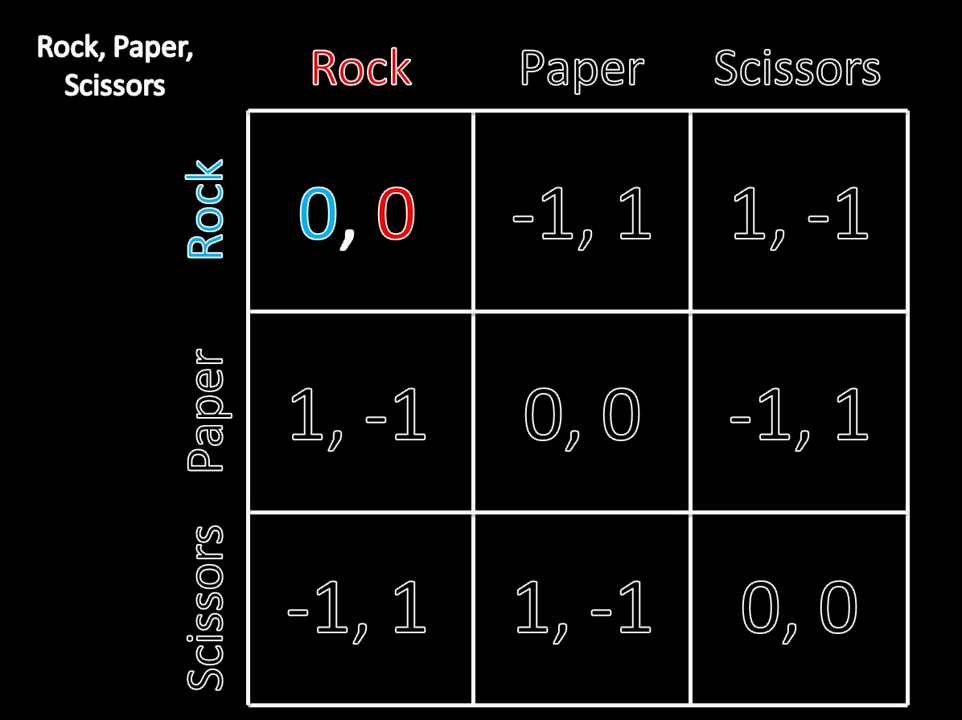 Rock, Paper,
Scissors
Rock Paper Scissors
Rock 0, 0 -1, 1 1, -1
Paper 1, -1 0, 0 -1, 1
Scissors -1, 1 1, -1 0, 0